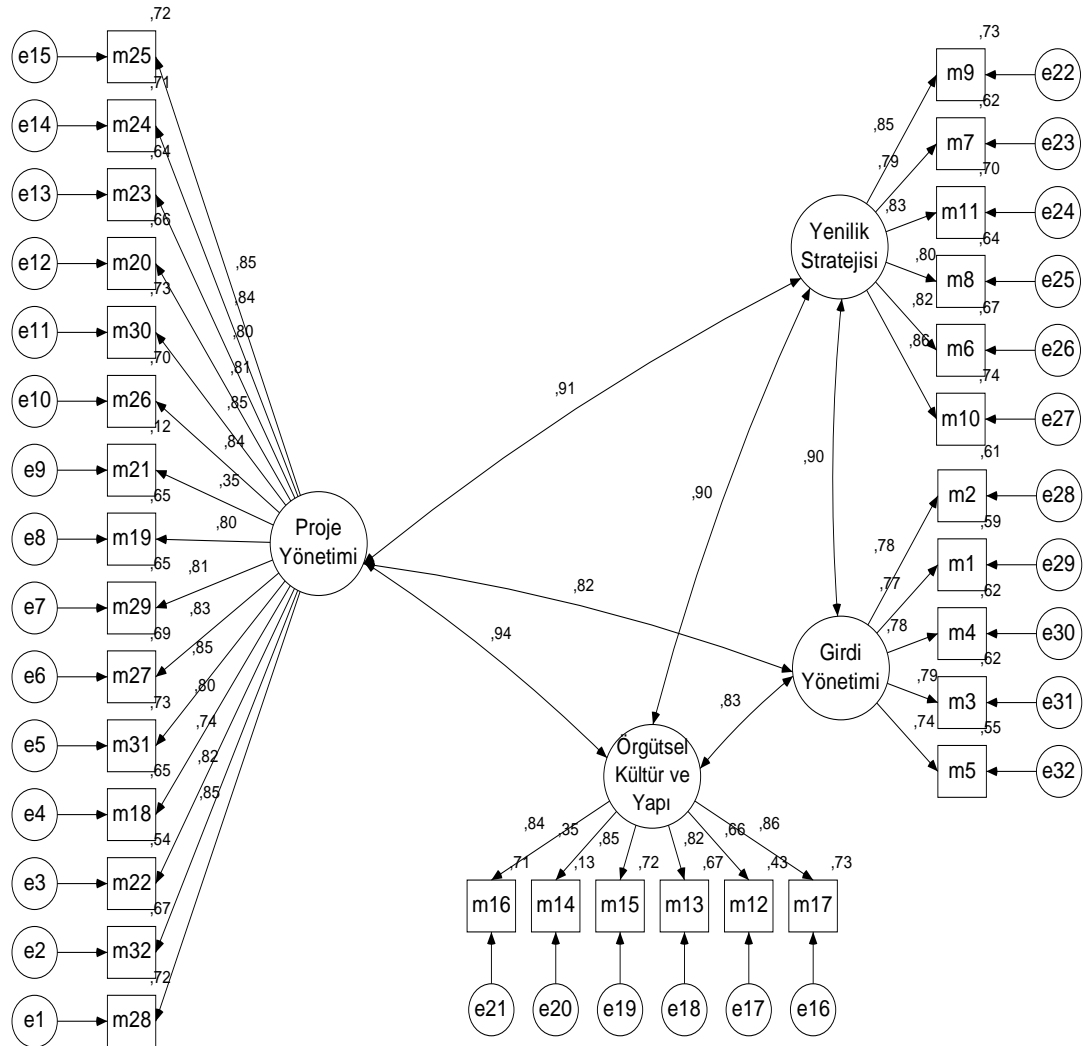 ,72
e15
m25
,71
e14
m24
,64
e13
m23
,66
e12
m20
,73
e11
m30
,70
e10
m26
,12
e9
m21
,65
e8
m19
,65
e7
m29
,69
e6
m27
,73
e5
m31
,65
e4
m18
,54
e3
m22
,67
e2
m32
,72
e1
m28
,85
,84
,80
,81
,85
,84
,35
,80
,81
,83
,85
,80
,74
,82
,85
Proje
Yönetimi
,91
,90
,90
,82
,94
,83
Yenilik
Stratejisi
,85
,79
,83
,80
,82
,86
,73
m9
e22
,62
m7
e23
,70
m11
e24
,64
m8
e25
,67
m6
e26
,74
m10
e27
Girdi
Yönetimi
,78
,77
,78
,79
,74
,61
m2
e28
,59
m1
e29
,62
m4
e30
,62
m3
e31
,55
m5
e32
Örgütsel
Kültür ve
Yapı
,84 ,35 ,85 ,82 ,66 ,86
,71 ,13 ,72 ,67 ,43 ,73
m16 m14 m15 m13 m12 m17
e21 e20 e19 e18 e17 e16